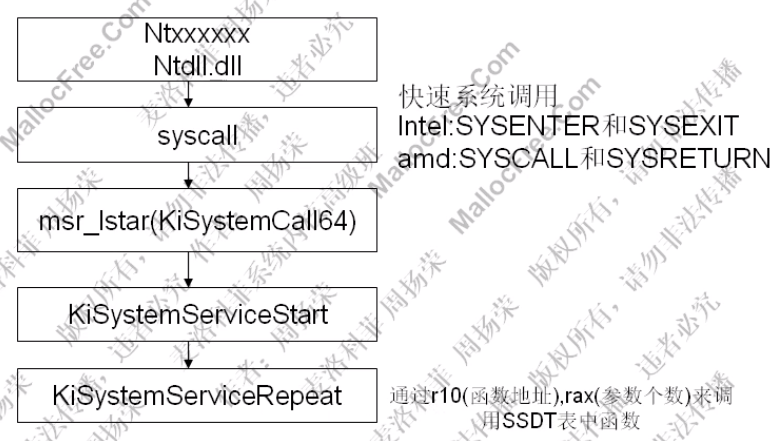 Ntxxxxxx
Ntdll.dll
syscall
msr_lstar(KiSystemCall64)
KiSystemServiceStart
KiSystemServiceRepeat
快速系统调用
Intel:SYSENTER和SYSEXIT
amd:SYSCALL和SYSRETURN
通过r10(函数地址),rax(参数个数)来调
用SSDT表中函数
MallocFree.Com
麦洛科菲 周扬荣
版权所有，请勿非法传播，违者必究